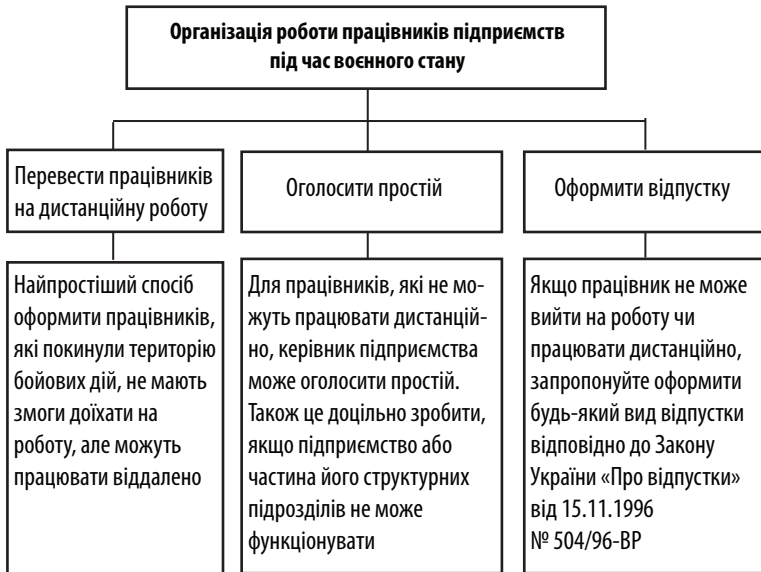 Організація роботи працівників підприємств
під час воєнного стану
Перевести працівників
на дистанційну роботу
Оголосити простій
Оформити відпустку
Найпростіший спосіб
оформити працівників,
які покинули територію
бойових дій, не мають
змоги доїхати на
роботу, але можуть
працювати віддалено
Для працівників, які не мо-
жуть працювати дистанцій-
но, керівник підприємства
може оголосити простій.
Також це доцільно зробити,
якщо підприємство або
частина його структурних
підрозділів не може
функціонувати
Якщо працівник не може
вийти на роботу чи
працювати дистанційно,
запропонуйте оформити
будь-який вид відпустки
відповідно до Закону
України «Про відпустки»
від 15.11.1996
№ 504/96-ВР